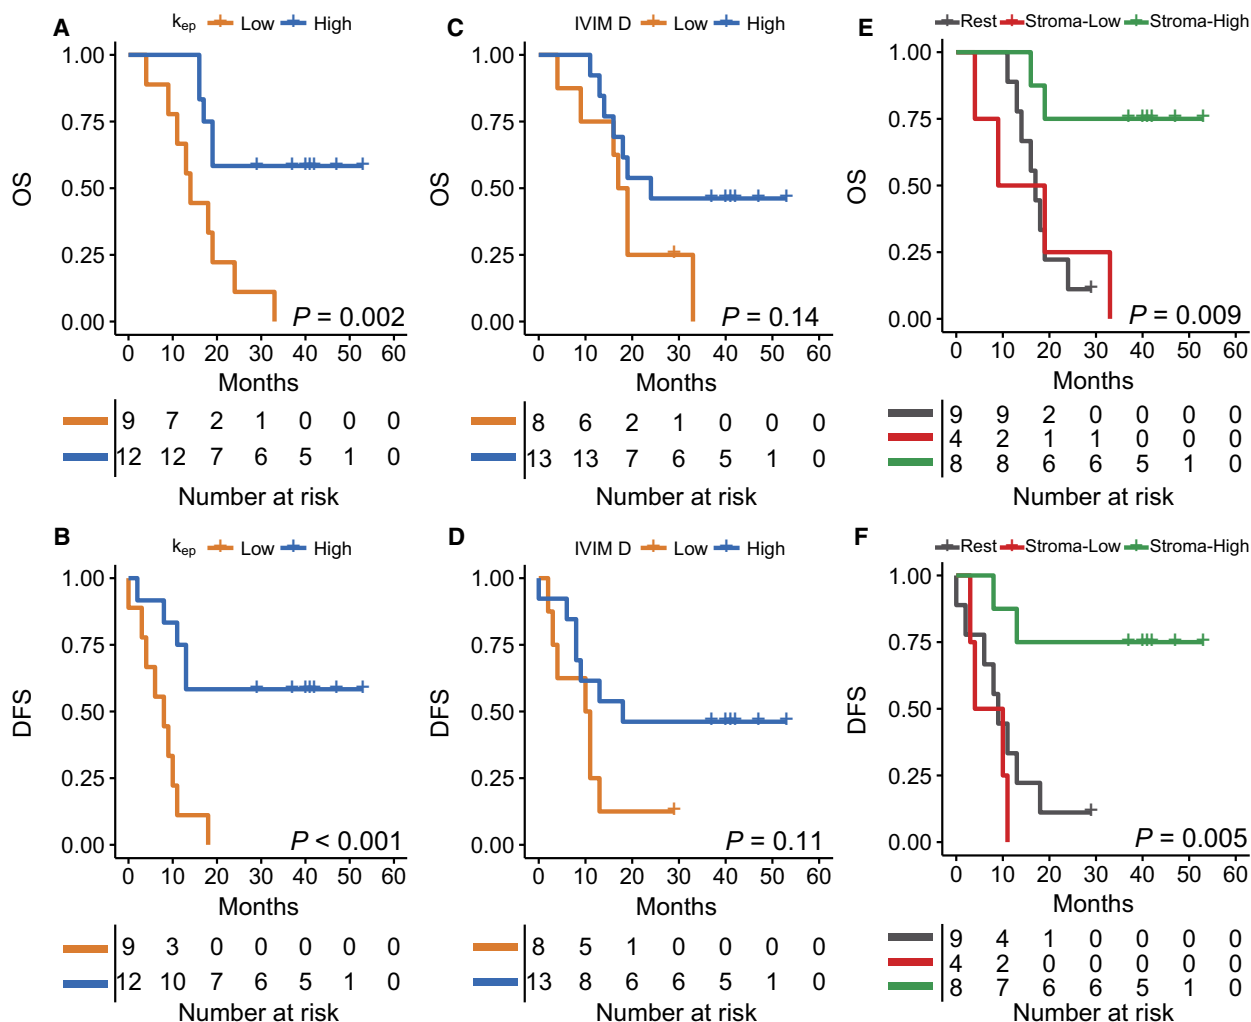 A
k_ep Low High
OS
1.00
0.75
0.50
0.25
0.00
P = 0.002
0 10 20 30 40 50 60
Months
9 7 2 1 0 0 0
12 12 7 6 5 1 0
Number at risk
C
IVIM D Low High
OS
1.00
0.75
0.50
0.25
0.00
P = 0.14
0 10 20 30 40 50 60
Months
8 6 2 1 0 0 0
13 13 7 6 5 1 0
Number at risk
E
Rest Stroma-Low Stroma-High
OS
1.00
0.75
0.50
0.25
0.00
P = 0.009
0 10 20 30 40 50 60
Months
9 9 2 0 0 0 0
4 2 1 1 0 0 0
8 8 6 6 5 1 0
Number at risk
B
k_ep Low High
DFS
1.00
0.75
0.50
0.25
0.00
P < 0.001
0 10 20 30 40 50 60
Months
9 3 0 0 0 0 0
12 10 7 6 5 1 0
Number at risk
D
IVIM D Low High
DFS
1.00
0.75
0.50
0.25
0.00
P = 0.11
0 10 20 30 40 50 60
Months
8 5 1 0 0 0 0
13 8 6 6 5 1 0
Number at risk
F
Rest Stroma-Low Stroma-High
DFS
1.00
0.75
0.50
0.25
0.00
P = 0.005
0 10 20 30 40 50 60
Months
9 4 1 0 0 0 0
4 2 0 0 0 0 0
8 7 6 6 5 1 0
Number at risk